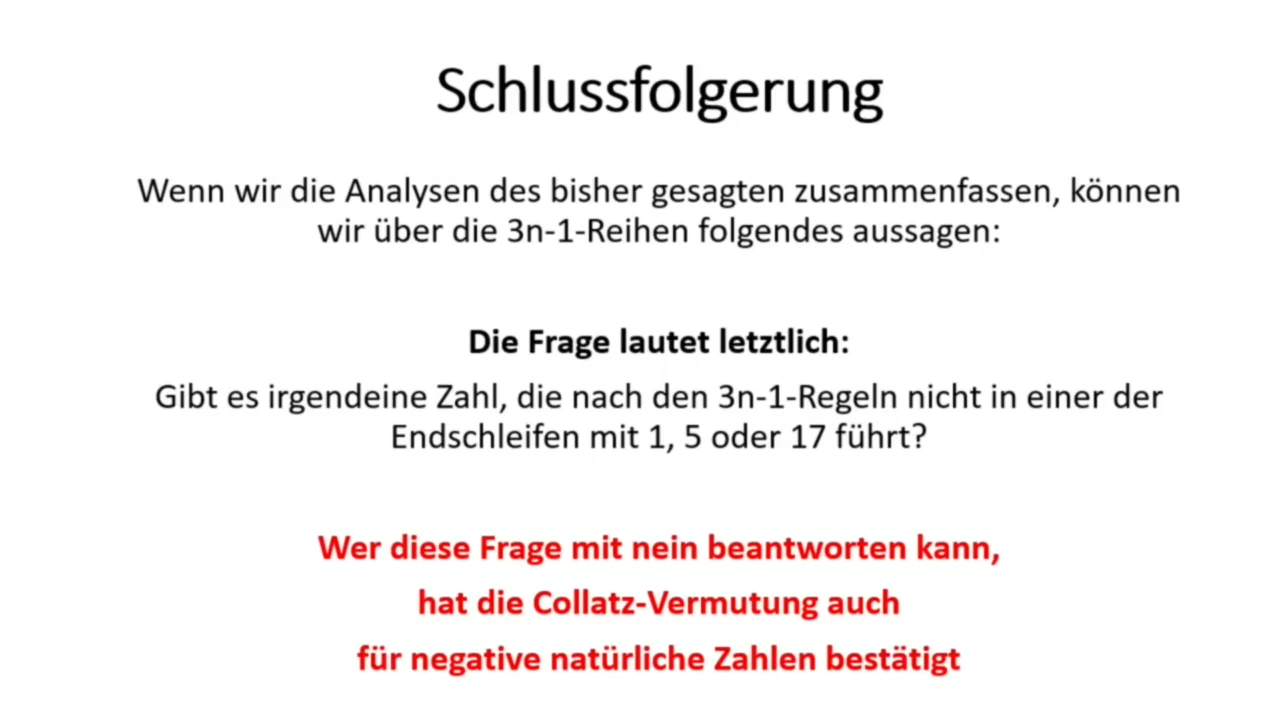 Schlussfolgerung
Wenn wir die Analysen des bisher gesagten zusammenfassen, können
wir über die 3n-1-Reihen folgendes aussagen:
Die Frage lautet letztlich:
Gibt es irgendeine Zahl, die nach den 3n-1-Regeln nicht in einer der
Endschleifen mit 1, 5 oder 17 führt?
Wer diese Frage mit nein beantworten kann,
hat die Collatz-Vermutung auch
für negative natürliche Zahlen bestätigt